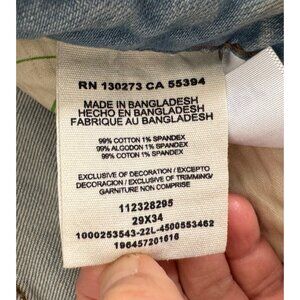 RN 130273 CA 55394
MADE IN BANGLADESH
HECHO EN BANGLADESH
FABRIQUE AU BANGLADESH
99% COTTON 1% SPANDEX
99% ALGODON 1% SPANDEX
99% COTON 1% SPANDEX
EXCLUSIVE OF DECORATION / EXCEPTO
DECORACION / EXCLUSIVE OF TRIMMING/
GARNITURE NON COMPRISE
112328295
29X34
1000253543-22L-4500553462
196457201616